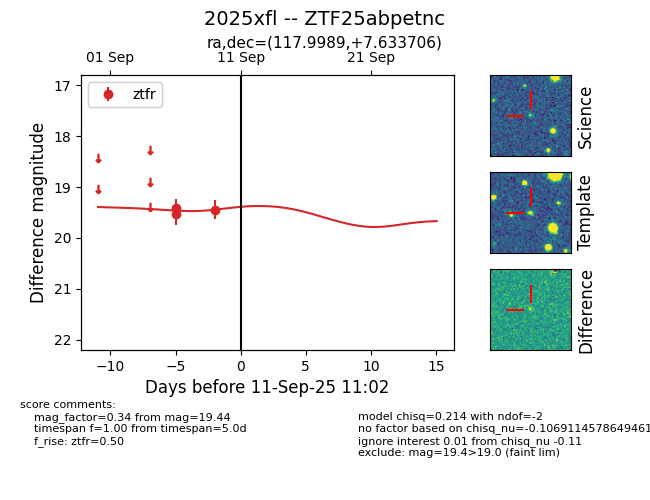 2025xfl -- ZTF25abpetnc
ra,dec=(117.9989,+7.633706)
01 Sep
11 Sep
21 Sep
ztfr
17
18
19
20
21
22
Difference magnitude
−10
−5
0
5
10
15
Days before 11-Sep-25 11:02
Science
Template
Difference
score comments:
mag_factor=0.34 from mag=19.44
timespan f=1.00 from timespan=5.0d
f_rise: ztfr=0.50
model chisq=0.214 with ndof=-2
no factor based on chisq_nu=-0.1069114578649461
ignore interest 0.01 from chisq_nu -0.11
exclude: mag=19.4>19.0 (faint lim)